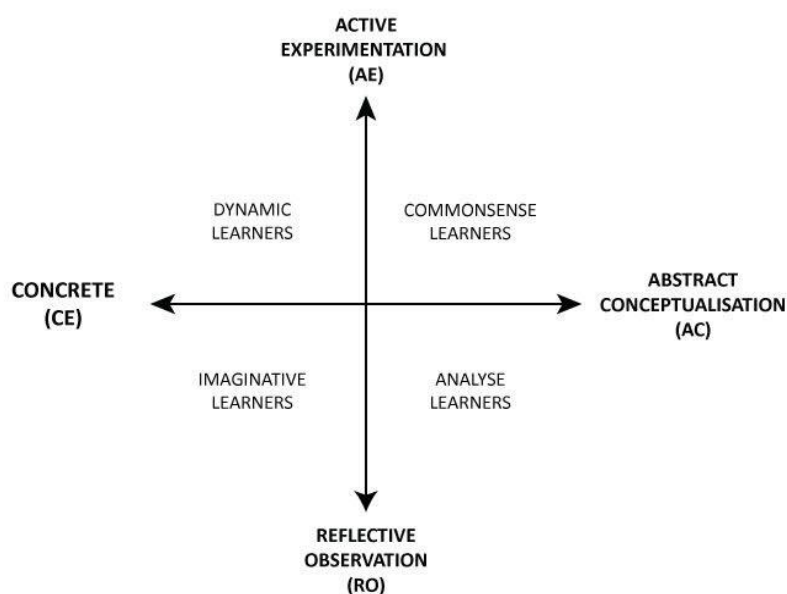 ACTIVE
EXPERIMENTATION
(AE)
DYNAMIC
LEARNERS
COMMONSENSE
LEARNERS
CONCRETE
(CE)
ABSTRACT
CONCEPTUALISATION
(AC)
IMAGINATIVE
LEARNERS
ANALYSE
LEARNERS
REFLECTIVE
OBSERVATION
(RO)